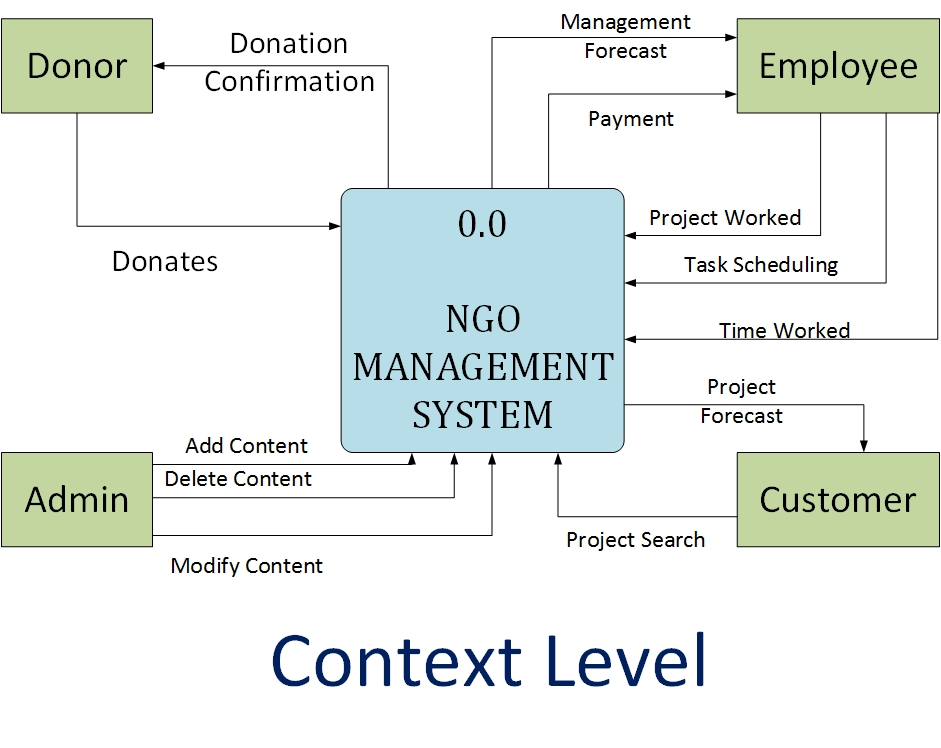 Donor
Donation
Confirmation
Management
Forecast
Employee
Payment
Donates
0.0
NGO
MANAGEMENT
SYSTEM
Project Worked
Task Scheduling
Time Worked
Project
Forecast
Admin
Add Content
Delete Content
Modify Content
Customer
Project Search
Context Level